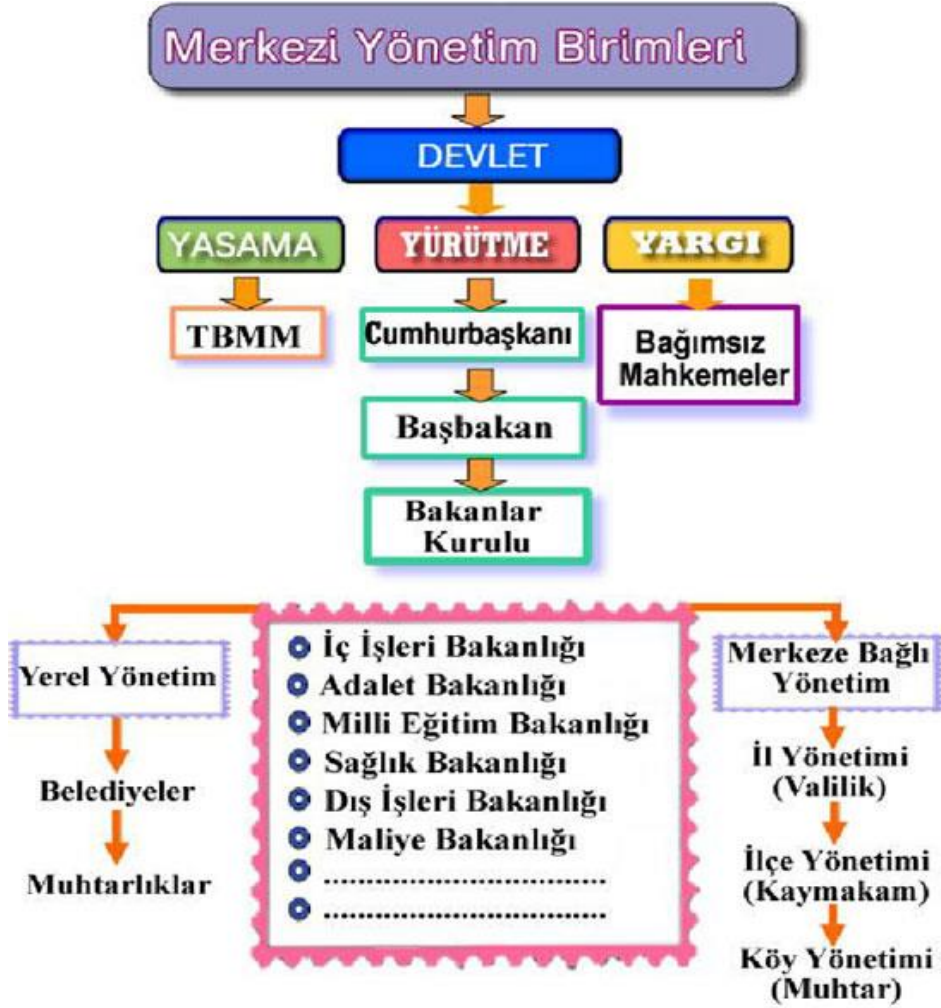 Merkezi Yönetim Birimleri
DEVLET
YASAMA
YÜRÜTME
YARGI
TBMM
Cumhurbaşkanı
Bağımsız
Mahkemeler
Başbakan
Bakanlar
Kurulu
Yerel Yönetim
Belediyeler
Muhtarlıklar
İç İşleri Bakanlığı
Adalet Bakanlığı
Milli Eğitim Bakanlığı
Sağlık Bakanlığı
Dış İşleri Bakanlığı
Maliye Bakanlığı
..................................
..................................
Merkeze Bağlı
Yönetim
İl Yönetimi
(Valilik)
İlçe Yönetimi
(Kaymakam)
Köy Yönetimi
(Muhtar)